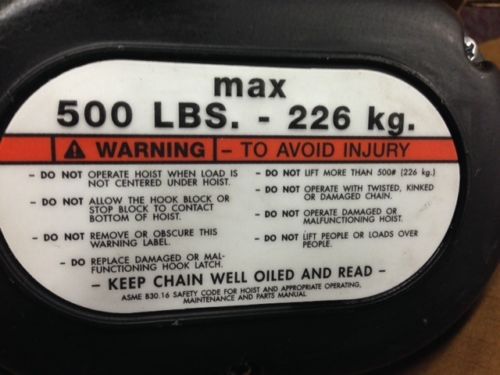 max
500 LBS. - 226 kg.
WARNING - TO AVOID INJURY
- DO NOT OPERATE HOIST WHEN LOAD IS
NOT CENTERED UNDER HOIST.
- DO NOT ALLOW THE HOOK BLOCK OR
STOP BLOCK TO CONTACT
BOTTOM OF HOIST.
- DO NOT REMOVE OR OBSCURE THIS
WARNING LABEL.
- DO REPLACE DAMAGED OR MAL-
FUNCTIONING HOOK LATCH.
- DO NOT LIFT MORE THAN 500# (226 kg.)
- DO NOT OPERATE WITH TWISTED, KINKED
OR DAMAGED CHAIN.
- DO NOT OPERATE DAMAGED OR
MALFUNCTIONING HOIST.
- DO NOT LIFT PEOPLE OR LOADS OVER
PEOPLE.
- KEEP CHAIN WELL OILED AND READ -
ASME B30.16 SAFETY CODE FOR HOIST AND APPROPRIATE OPERATING,
MAINTENANCE AND PARTS MANUAL